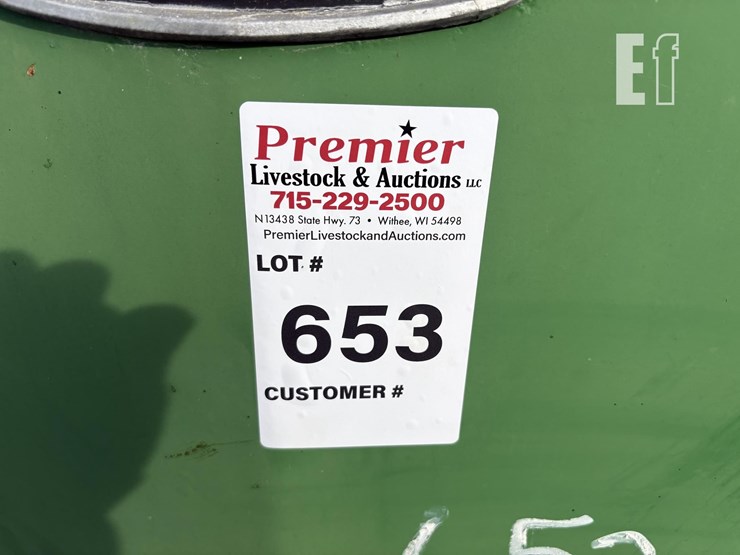 Ef
Premier
Livestock & Auctions LLC
715-229-2500
N13438 State Hwy. 73 • Withee, WI 54498
PremierLivestockandAuctions.com
LOT #
653
CUSTOMER #